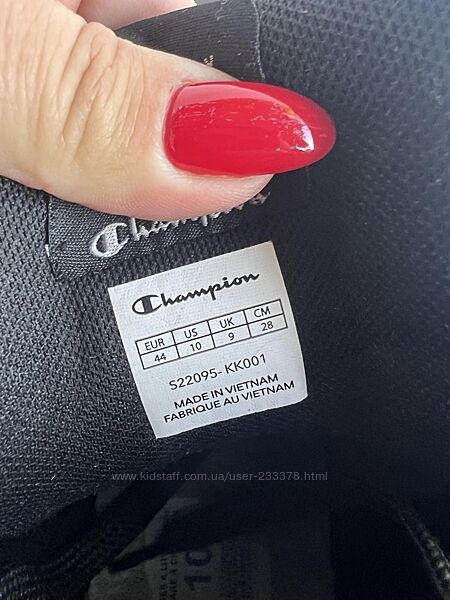 Champion
Champion
EUR US UK CM
44 10 9 28
S22095-KK001
MADE IN VIETNAM
FABRIQUE AU VIETNAM
www.kidstaff.com.ua/user-233378.html
10